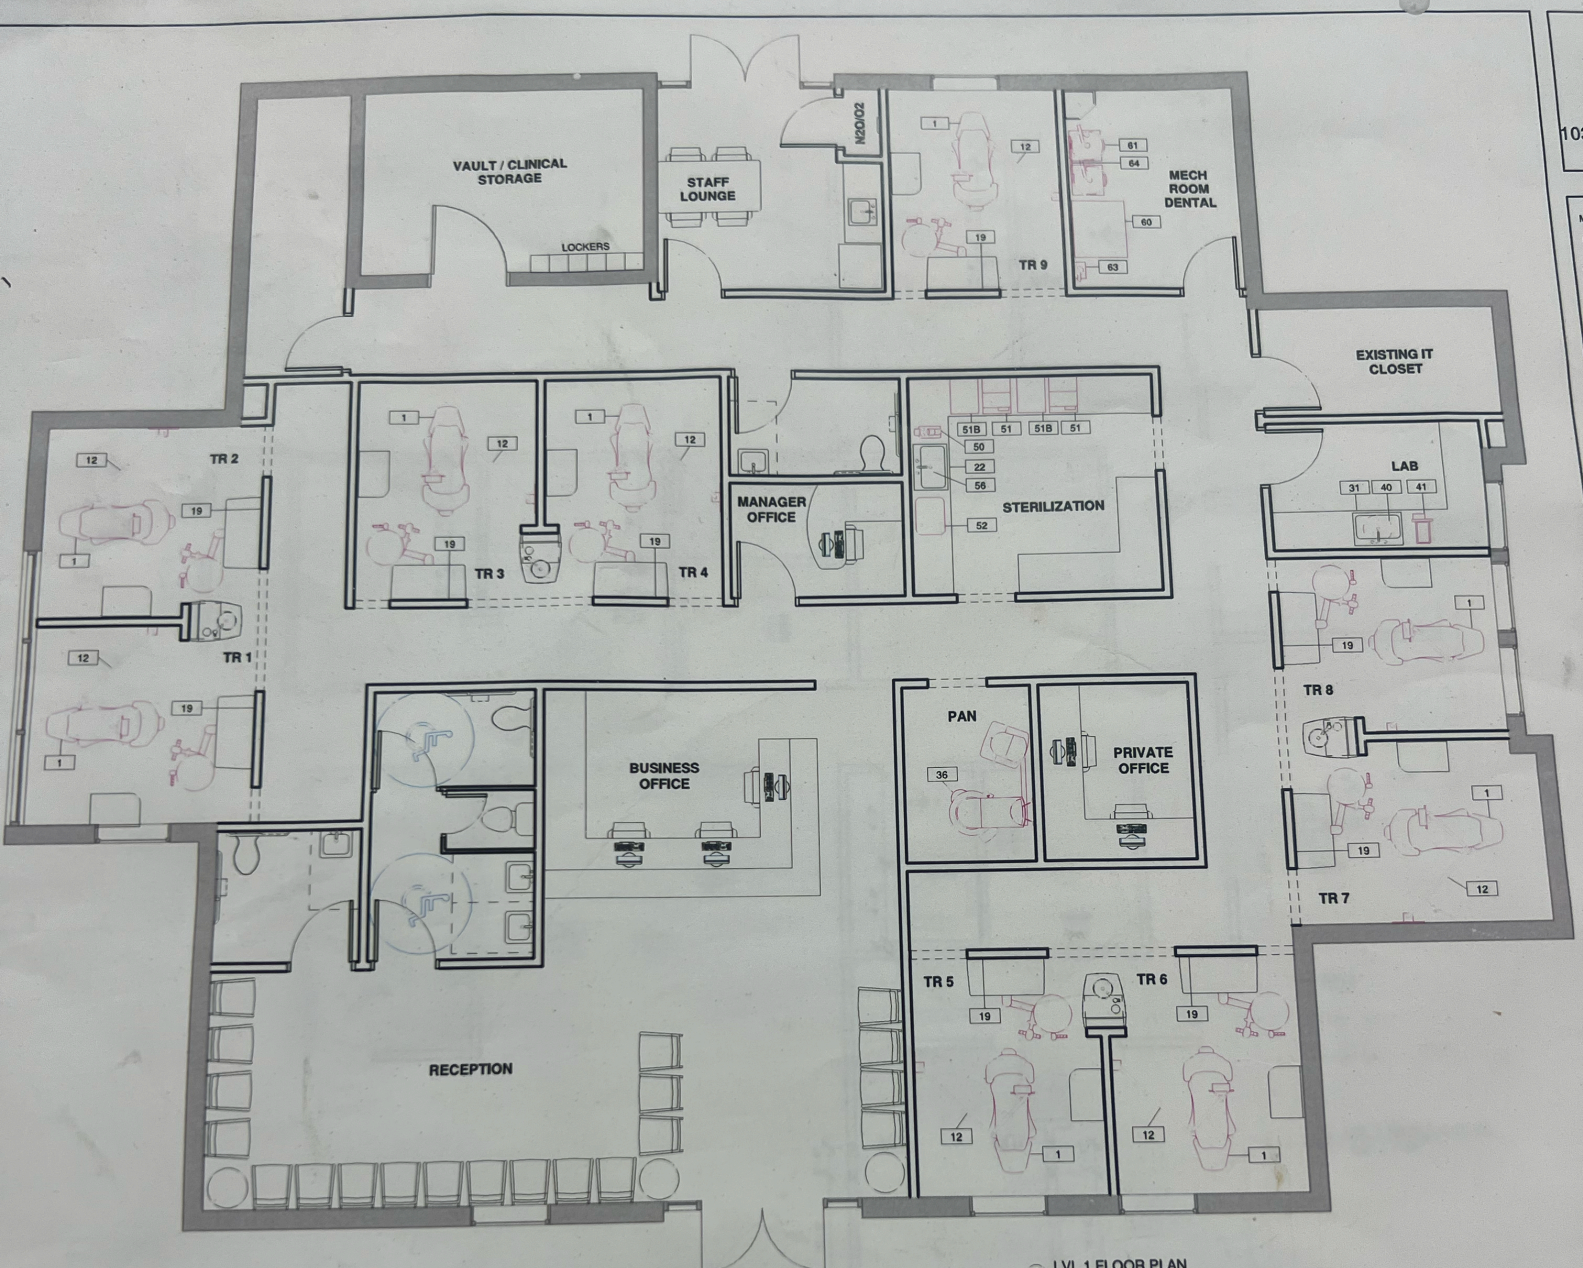 VAULT / CLINICAL
STORAGE
LOCKERS
STAFF
LOUNGE
N2O/O2
1
12
19
TR 9
61
64
60
63
MECH
ROOM
DENTAL
EXISTING IT
CLOSET
12
TR 2
19
1
1
12
19
TR 3
1
12
19
TR 4
MANAGER
OFFICE
51B
51
51B
51
50
22
56
52
STERILIZATION
LAB
31
40
41
12
TR 1
19
1
1
19
TR 8
BUSINESS
OFFICE
PAN
36
PRIVATE
OFFICE
1
19
12
TR 7
RECEPTION
TR 5
19
12
1
TR 6
19
12
1
LVL 1 FLOOR PLAN